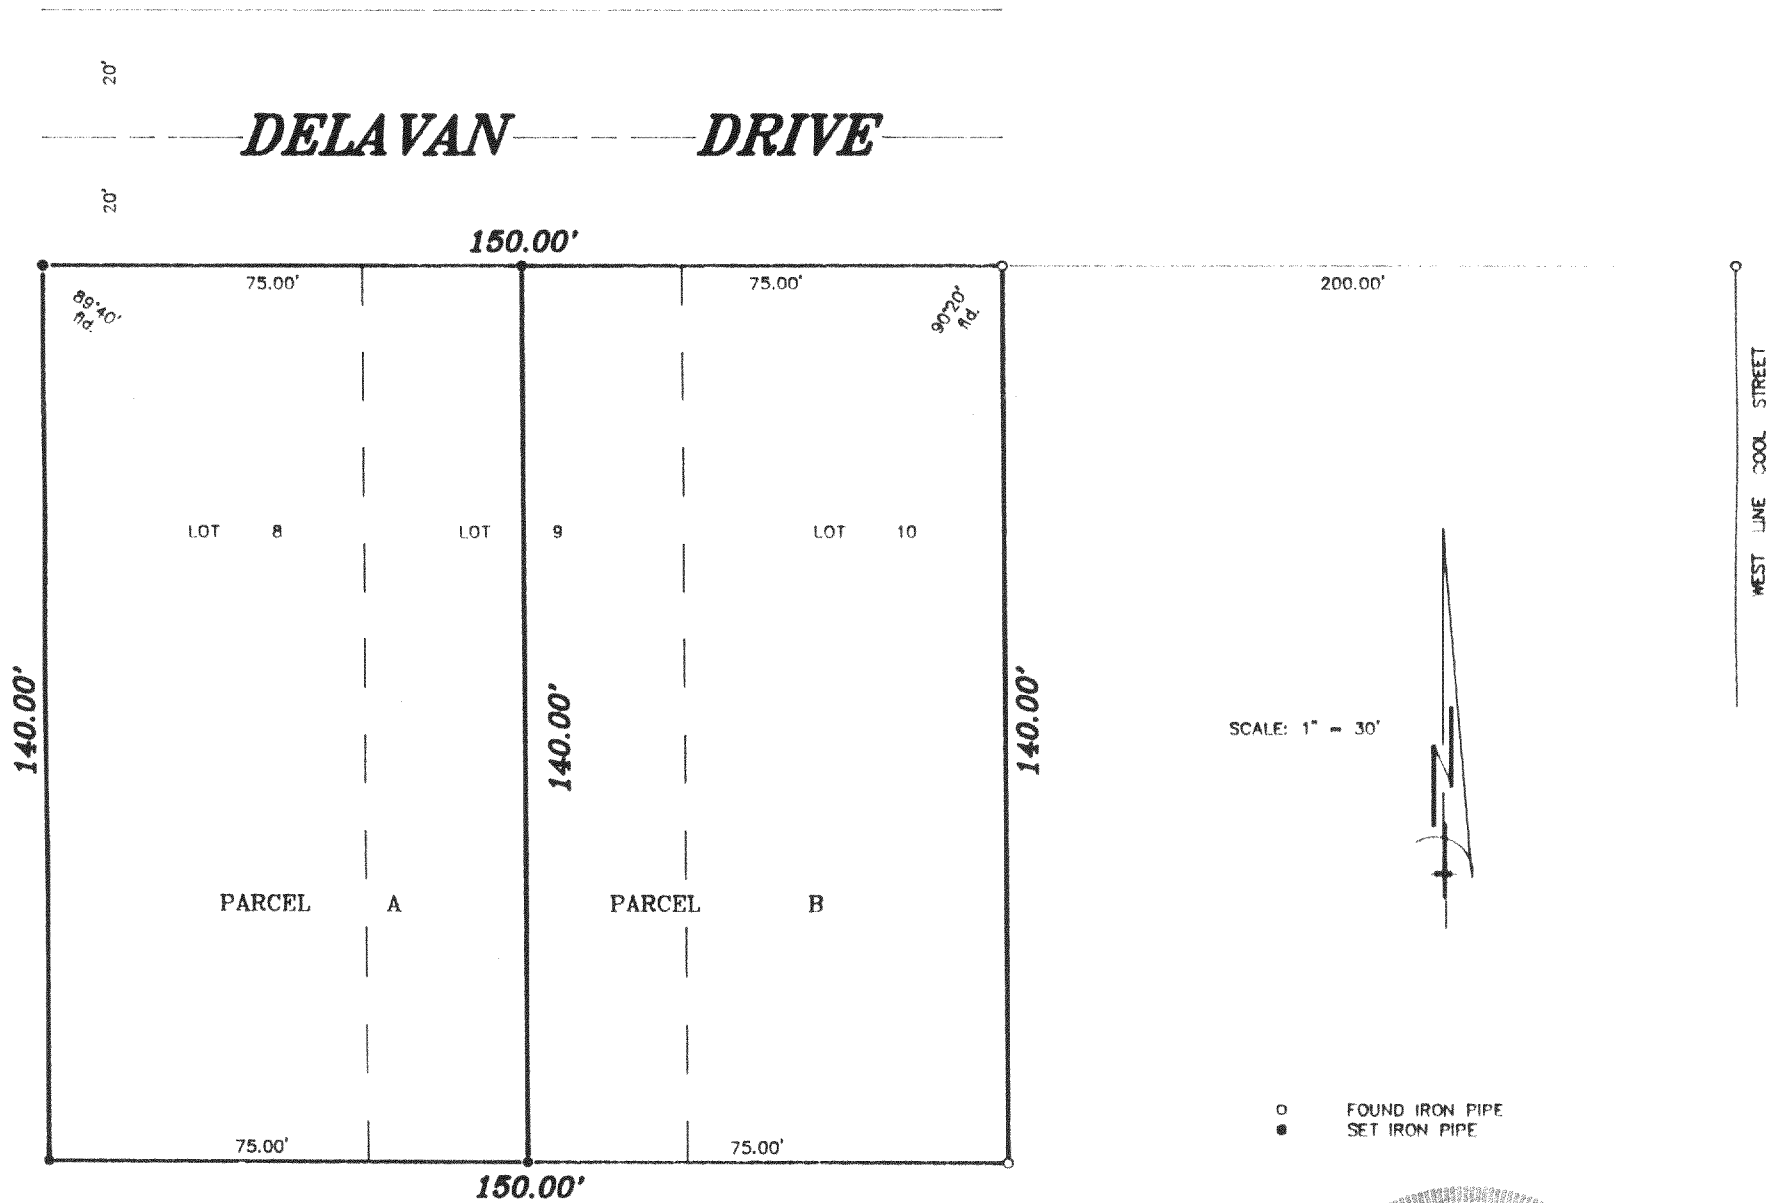 20'
DELAVAN DRIVE
20'
150.00'
75.00'
75.00'
200.00'
89°40'
fld.
90°20'
fld.
WEST LINE COOL STREET
LOT 8
LOT 9
LOT 10
140.00'
140.00'
140.00'
SCALE: 1" = 30'
N
PARCEL A
PARCEL B
FOUND IRON PIPE
SET IRON PIPE
75.00'
75.00'
150.00'